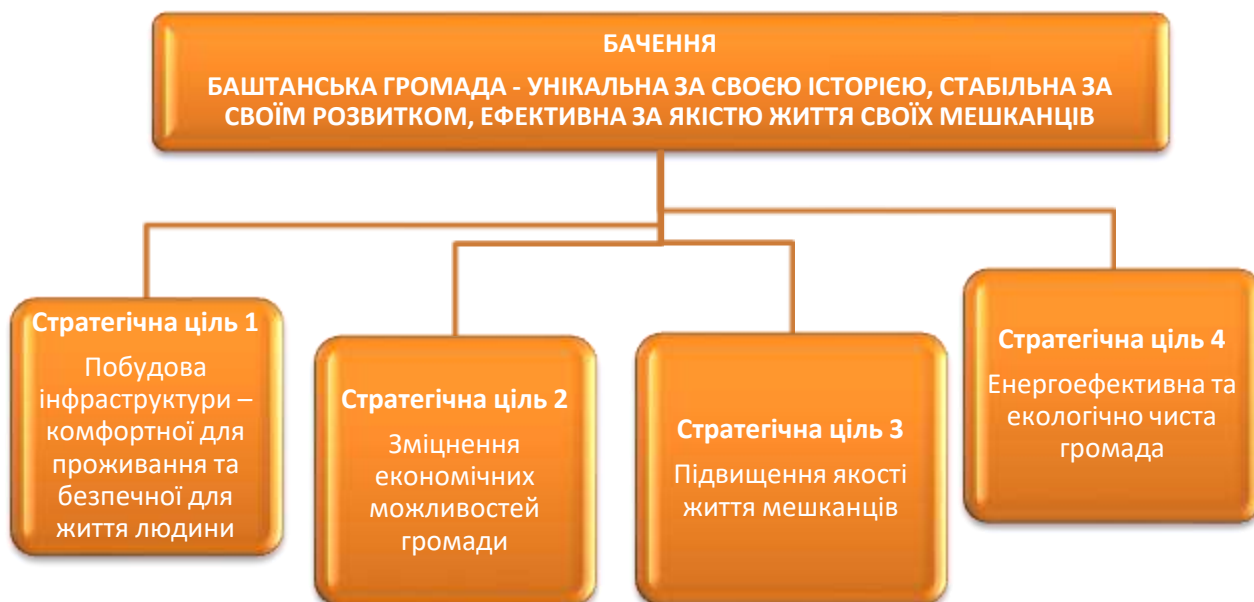 БАЧЕННЯ
БАШТАНСЬКА ГРОМАДА - УНІКАЛЬНА ЗА СВОЄЮ ІСТОРІЄЮ, СТАБІЛЬНА ЗА
СВОЇМ РОЗВИТКОМ, ЕФЕКТИВНА ЗА ЯКІСТЮ ЖИТТЯ СВОЇХ МЕШКАНЦІВ
Стратегічна ціль 1
Побудова
інфраструктури –
комфортної для
проживання та
безпечної для
життя людини
Стратегічна ціль 2
Зміцнення
економічних
можливостей
громади
Стратегічна ціль 3
Підвищення якості
життя мешканців
Стратегічна ціль 4
Енергоефективна та
екологічно чиста
громада